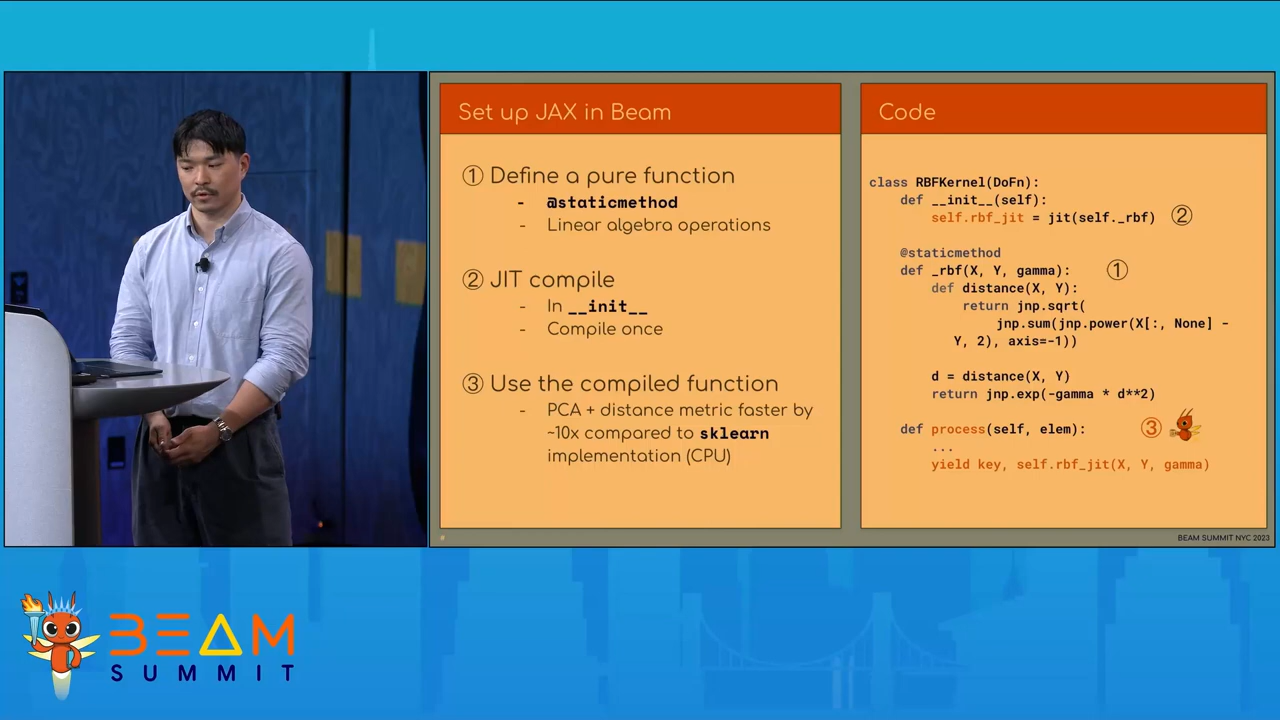 Set up JAX in Beam
① Define a pure function
- @staticmethod
- Linear algebra operations
② JIT compile
- In __init__
- Compile once
③ Use the compiled function
- PCA + distance metric faster by
~10x compared to sklearn
implementation (CPU)
#
Code
class RBFKernel(DoFn):
def __init__(self):
self.rbf_jit = jit(self._rbf) ②
@staticmethod
def _rbf(X, Y, gamma): ①
def distance(X, Y):
return jnp.sqrt(
jnp.sum(jnp.power(X[:, None] -
Y, 2), axis=-1))
d = distance(X, Y)
return jnp.exp(-gamma * d**2)
def process(self, elem): ③
...
yield key, self.rbf_jit(X, Y, gamma)
BEAM SUMMIT NYC 2023
BEAM
SUMMIT